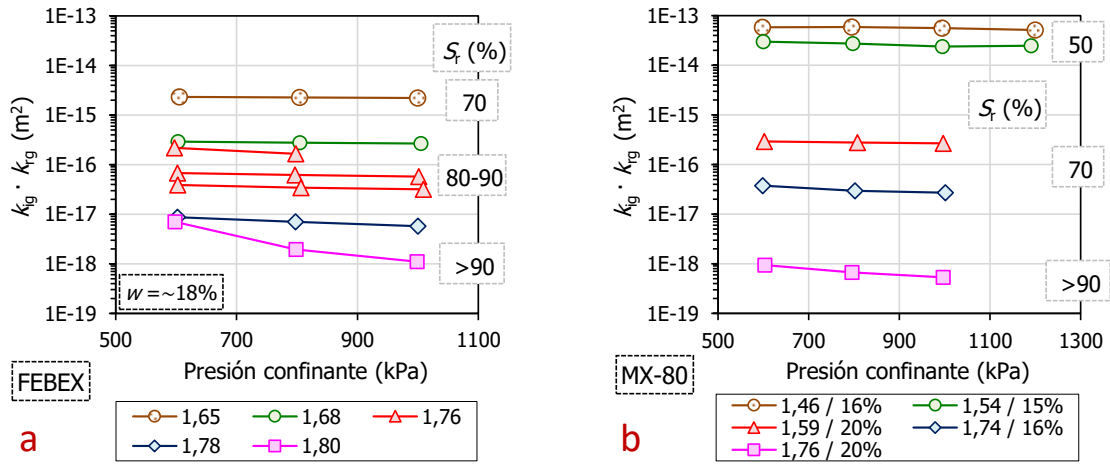 1E-13
1E-14
1E-15
1E-16
1E-17
1E-18
1E-19
kig · krg (m2)
Sr (%)
70
80-90
>90
w =~18%
500
700
900
1100
Presión confinante (kPa)
FEBEX
a
1,65
1,68
1,76
1,78
1,80
1E-13
1E-14
1E-15
1E-16
1E-17
1E-18
1E-19
kig · krg (m2)
50
Sr (%)
70
>90
500
700
900
1100
1300
Presión confinante (kPa)
MX-80
b
1,46 / 16%
1,54 / 15%
1,59 / 20%
1,74 / 16%
1,76 / 20%